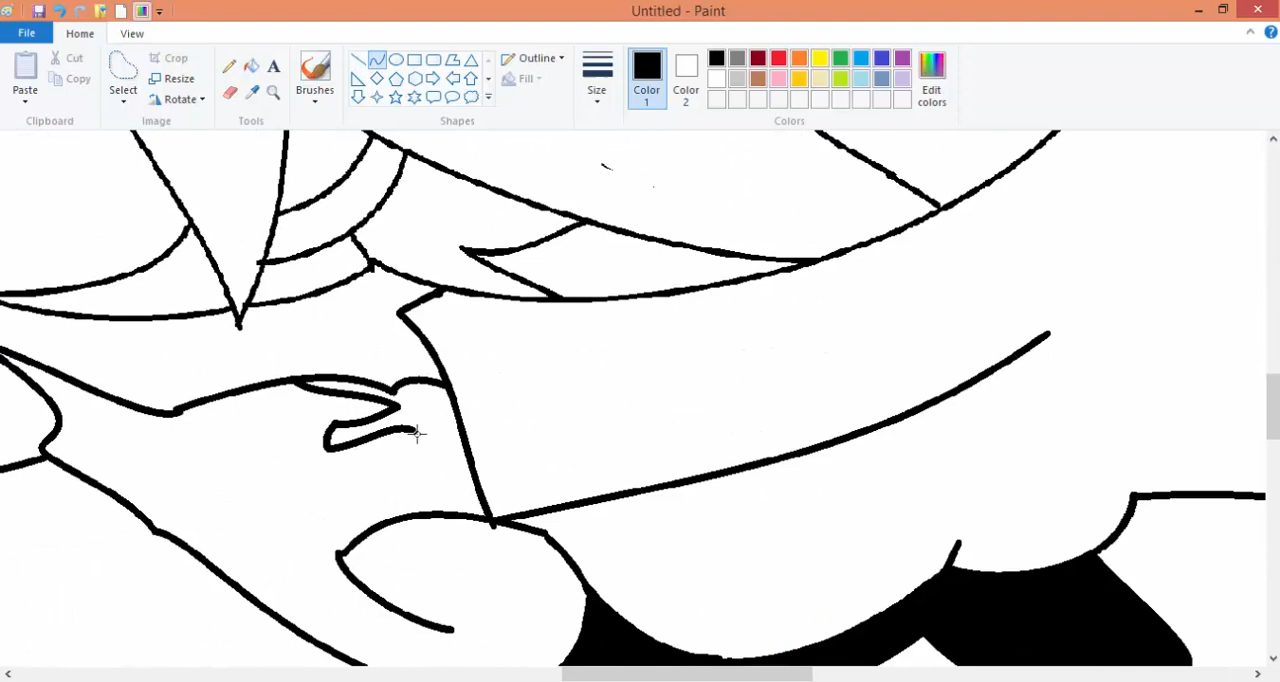 Untitled - Paint
File
Home
View
Paste
Cut
Copy
Clipboard
Select
Crop
Resize
Rotate
Image
A
Tools
Brushes
Outline
Fill
Shapes
Size
Color
1
Color
2
Edit
colors
Colors
?